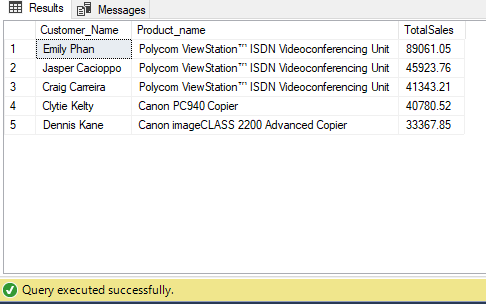 Results Messages
Customer_Name Product_name TotalSales
1 Emily Phan Polycom ViewStation™ ISDN Videoconferencing Unit 89061.05
2 Jasper Cacioppo Polycom ViewStation™ ISDN Videoconferencing Unit 45923.76
3 Craig Carreira Polycom ViewStation™ ISDN Videoconferencing Unit 41343.21
4 Clytie Kelty Canon PC940 Copier 40780.52
5 Dennis Kane Canon imageCLASS 2200 Advanced Copier 33367.85
Query executed successfully.